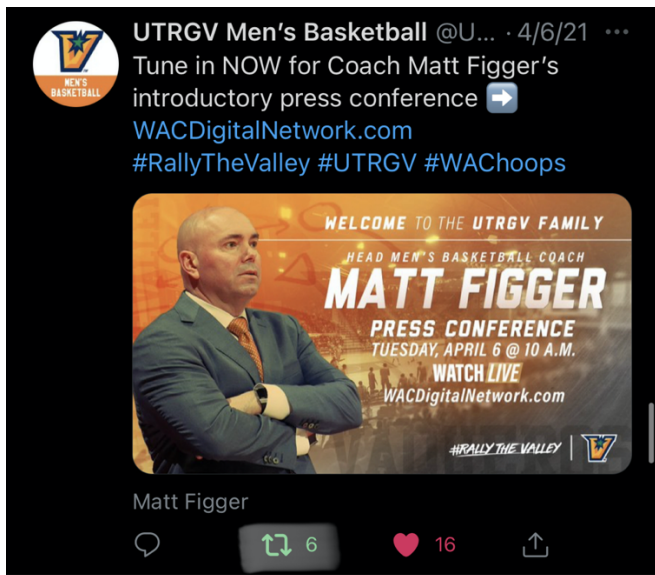 UTRGV Men's Basketball @U... · 4/6/21 ...
MEN'S
BASKETBALL
Tune in NOW for Coach Matt Figger's
introductory press conference ➡️
WACDigitalNetwork.com
#RallyTheValley #UTRGV #WAChoops
WELCOME TO THE UTRGV FAMILY
HEAD MEN'S BASKETBALL COACH
MATT FIGGER
PRESS CONFERENCE
TUESDAY, APRIL 6 @ 10 A.M.
WATCH LIVE
WACDigitalNetwork.com
#RALLY THE VALLEY
Matt Figger
6 16